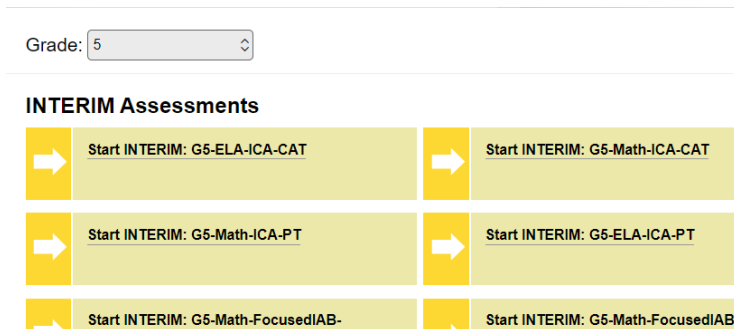 Grade: 5
INTERIM Assessments
Start INTERIM: G5-ELA-ICA-CAT
Start INTERIM: G5-Math-ICA-CAT
Start INTERIM: G5-Math-ICA-PT
Start INTERIM: G5-ELA-ICA-PT
Start INTERIM: G5-Math-FocusedIAB-
Start INTERIM: G5-Math-FocusedIAB